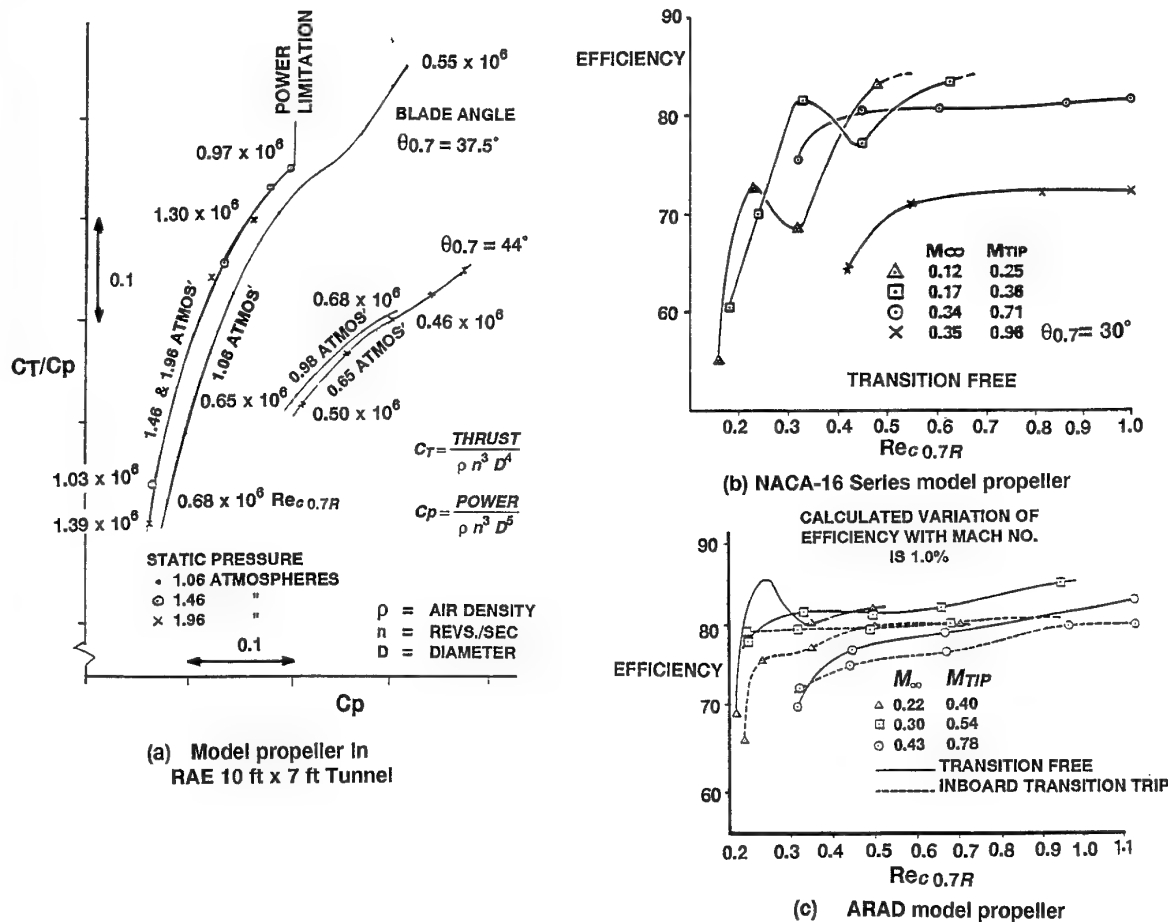 POWER LIMITATION
0.55 x 10⁶
BLADE ANGLE
θ0.7 = 37.5°
0.97 x 10⁶
1.30 x 10⁶
θ0.7 = 44°
0.1
0.68 x 10⁶
0.46 x 10⁶
CT/Cp
1.46 & 1.96 ATMOS'
1.06 ATMOS'
0.98 ATMOS'
0.65 ATMOS'
0.65 x 10⁶
0.50 x 10⁶
CT = THRUST / ρ n³ D⁴
1.03 x 10⁶
0.68 x 10⁶ Rec 0.7R
Cp = POWER / ρ n³ D⁵
1.39 x 10⁶
STATIC PRESSURE
• 1.06 ATMOSPHERES
⊙ 1.46 "
× 1.96 "
ρ = AIR DENSITY
n = REVS./SEC
D = DIAMETER
0.1
Cp
(a) Model propeller in
RAE 10 ft x 7 ft Tunnel
90
EFFICIENCY
80
70
60
M∞ MTIP
0.12 0.25
0.17 0.36
0.34 0.71
× 0.35 0.96 θ0.7 = 30°
TRANSITION FREE
0.2 0.3 0.4 0.5 0.6 0.7 0.8 0.9 1.0
Rec 0.7R
(b) NACA-16 Series model propeller
CALCULATED VARIATION OF
EFFICIENCY WITH MACH NO.
IS 1.0%
90
80
EFFICIENCY
70
60
M∞ MTIP
0.22 0.40
0.30 0.54
0.43 0.78
TRANSITION FREE
INBOARD TRANSITION TRIP
0.2 0.3 0.4 0.5 0.6 0.7 0.8 0.9 1.0 1.1
Rec 0.7R
(c) ARAD model propeller